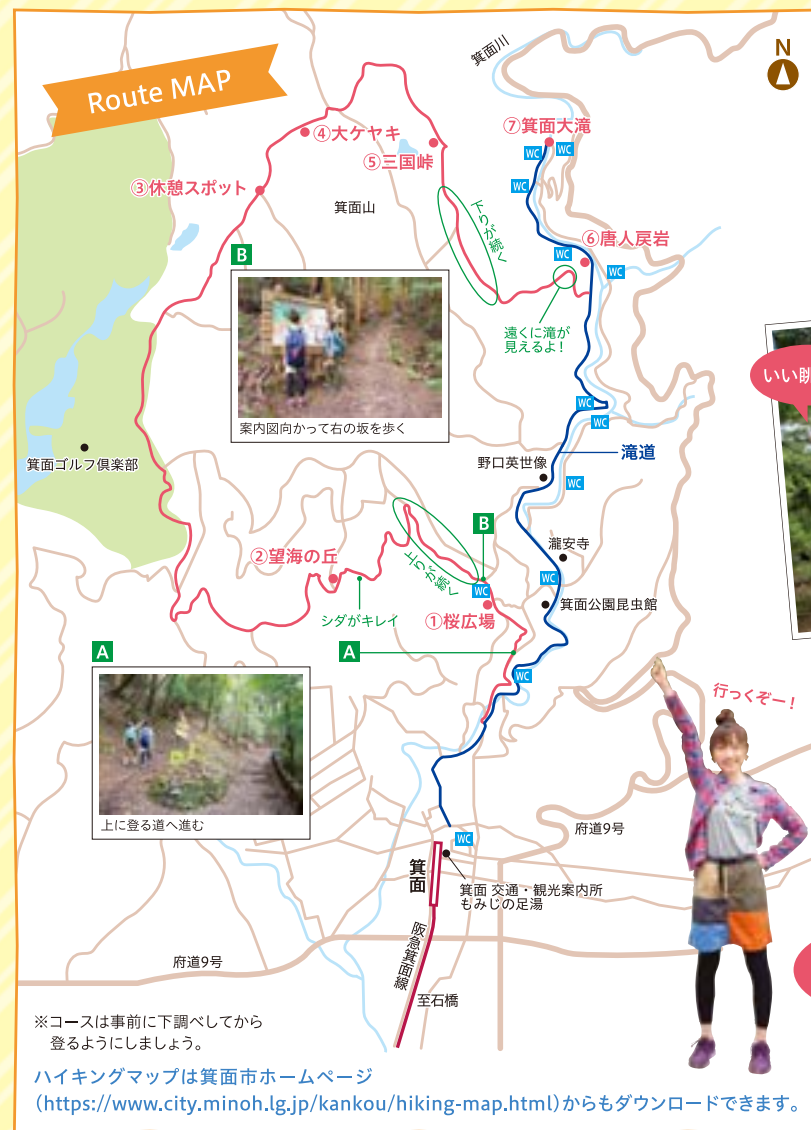 Route MAP
箕面川
N
④大ケヤキ
⑦箕面大滝
WC
WC
⑤三国峠
③休憩スポット
WC
箕面山
下りが続く
⑥唐人戻岩
B
WC
WC
遠くに滝が
見えるよ!
いい眺
案内図向かって右の坂を歩く
WC
WC
箕面ゴルフ倶楽部
野口英世像
滝道
WC
B
瀧安寺
②望海の丘
上りが続く
WC
WC
シダがキレイ
①桜広場
箕面公園昆虫館
A
A
WC
行っくぞー!
上に登る道へ進む
府道9号
WC
箕面
箕面 交通・観光案内所
もみじの足湯
阪急箕面線
府道9号
至石橋
※コースは事前に下調べしてから
登るようにしましょう。
ハイキングマップは箕面市ホームページ
(https://www.city.minoh.lg.jp/kankou/hiking-map.html)からもダウンロードできます。